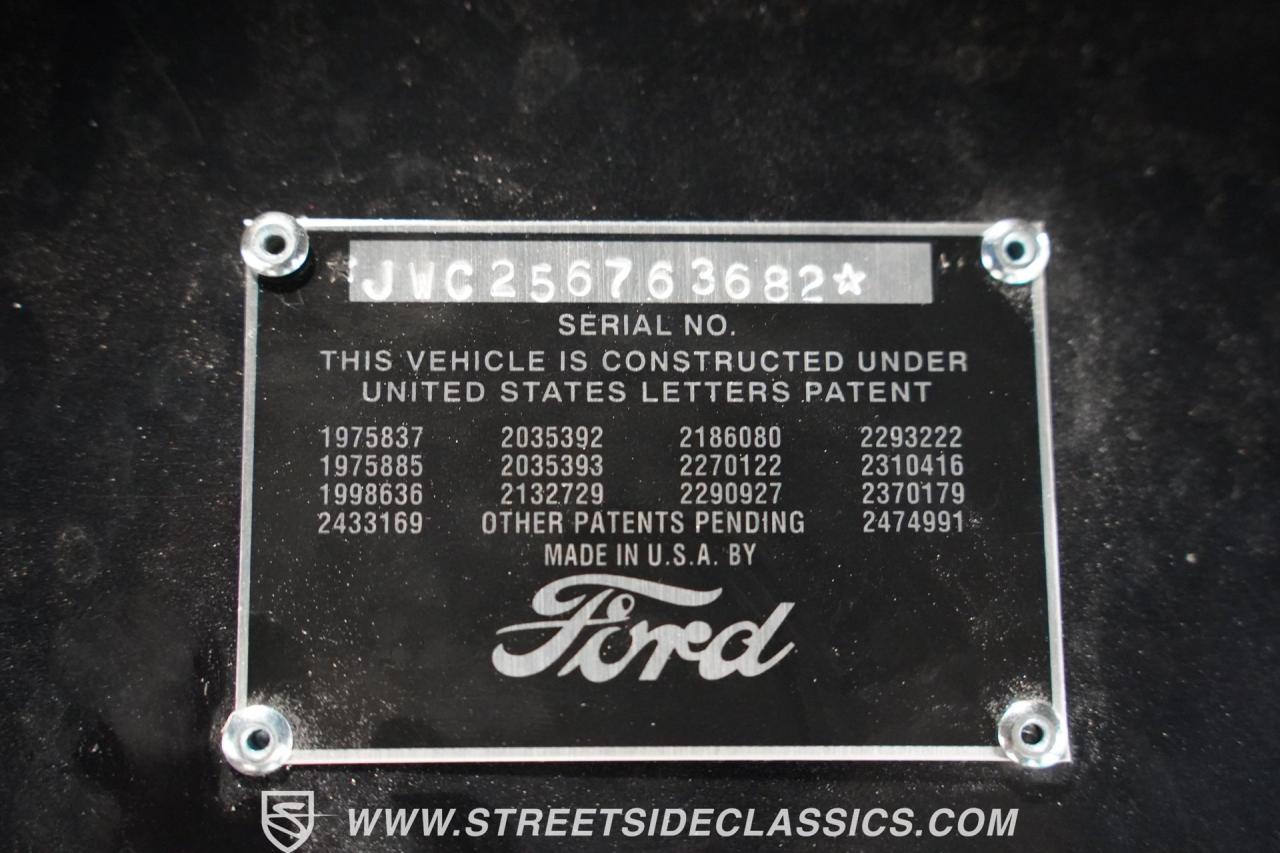 JWC256763682☆
SERIAL NO.
THIS VEHICLE IS CONSTRUCTED UNDER
UNITED STATES LETTERS PATENT
1975837 2035392 2186080 2293222
1975885 2035393 2270122 2310416
1998636 2132729 2290927 2370179
2433169 OTHER PATENTS PENDING 2474991
MADE IN U.S.A. BY
Ford
WWW.STREETSIDECLASSICS.COM